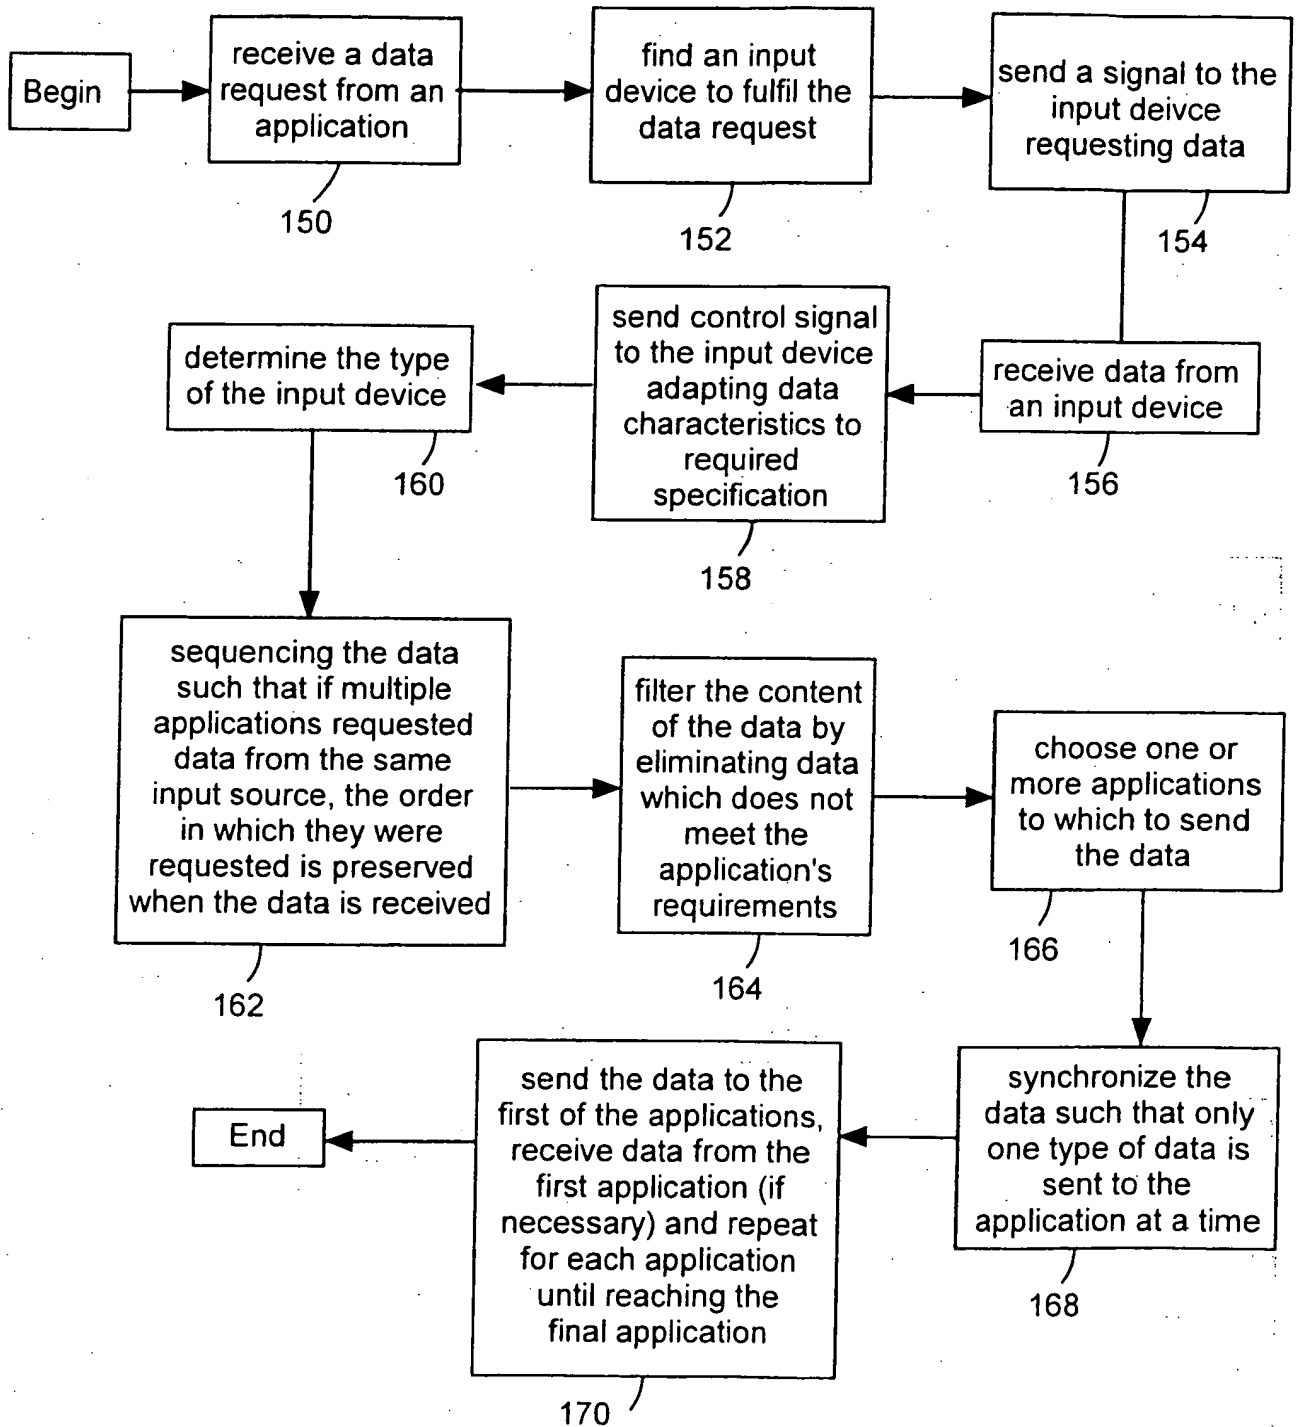 Begin
receive a data
request from an
application
150
find an input
device to fulfil the
data request
152
send a signal to the
input deivce
requesting data
154
receive data from
an input device
156
send control signal
to the input device
adapting data
characteristics to
required
specification
158
determine the type
of the input device
160
sequencing the data
such that if multiple
applications requested
data from the same
input source, the order
in which they were
requested is preserved
when the data is received
162
filter the content
of the data by
eliminating data
which does not
meet the
application's
requirements
164
choose one or
more applications
to which to send
the data
166
synchronize the
data such that only
one type of data is
sent to the
application at a time
168
send the data to the
first of the applications,
receive data from the
first application (if
necessary) and repeat
for each application
until reaching the
final application
170
End